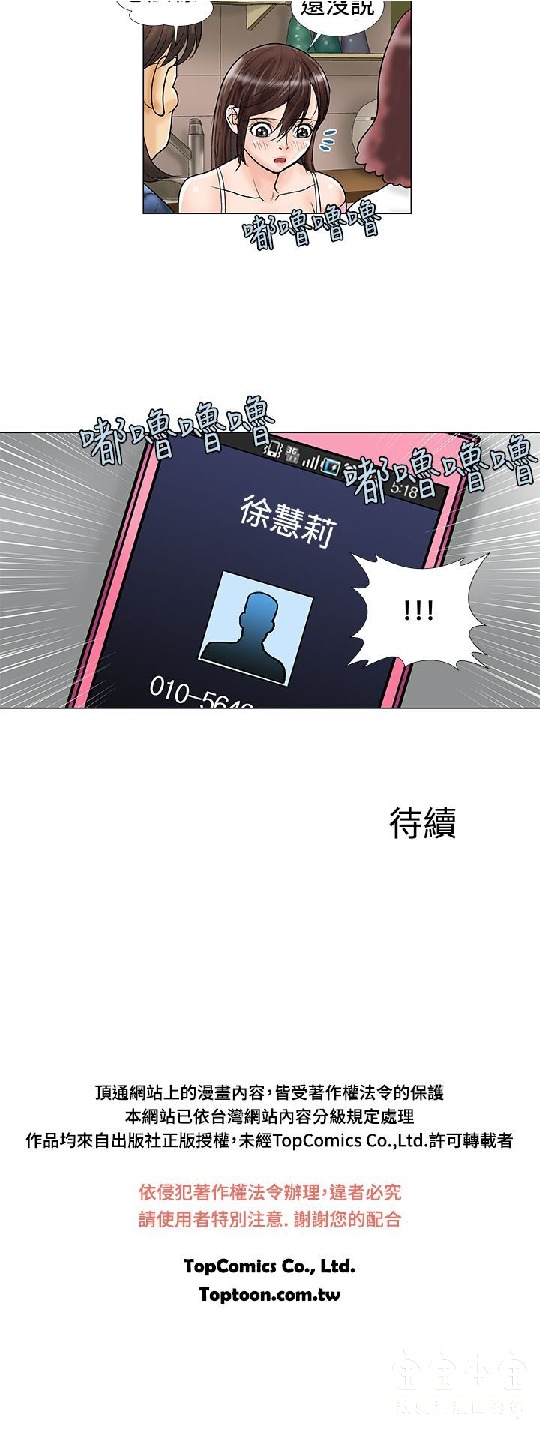 還沒說
嘟嚕嚕嚕
嘟嚕嚕嚕
嘟嚕嚕嚕
5:18
徐慧莉
!!!
010-5648
待續
頂通網站上的漫畫內容，皆受著作權法令的保護
本網站已依台灣網站內容分級規定處理
作品均來自出版社正版授權，未經TopComics Co.,Ltd.許可轉載者
依侵犯著作權法令辦理，違者必究
請使用者特別注意. 謝謝您的配合
TopComics Co., Ltd.
Toptoon.com.tw